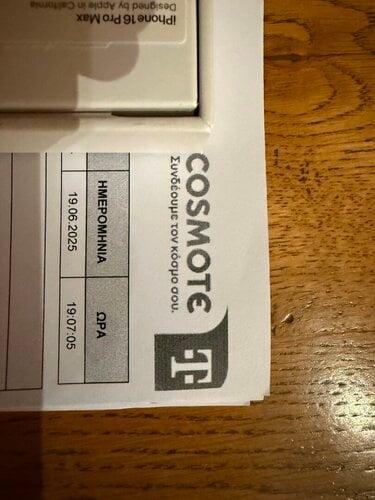 iPhone 16 Pro Max
Designed by Apple in California
COSMOTE
Συνδέουμε τον κόσμο σου.
T
ΗΜΕΡΟΜΗΝΙΑ ΩΡΑ
19.06.2025 19:07:05